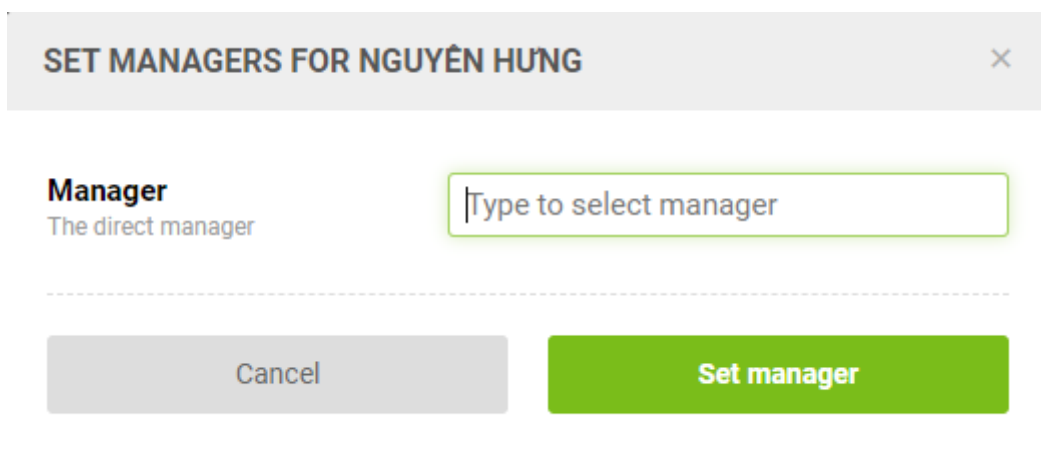 SET MANAGERS FOR NGUYÊN HƯNG
×
Manager
The direct manager
Type to select manager
Cancel
Set manager